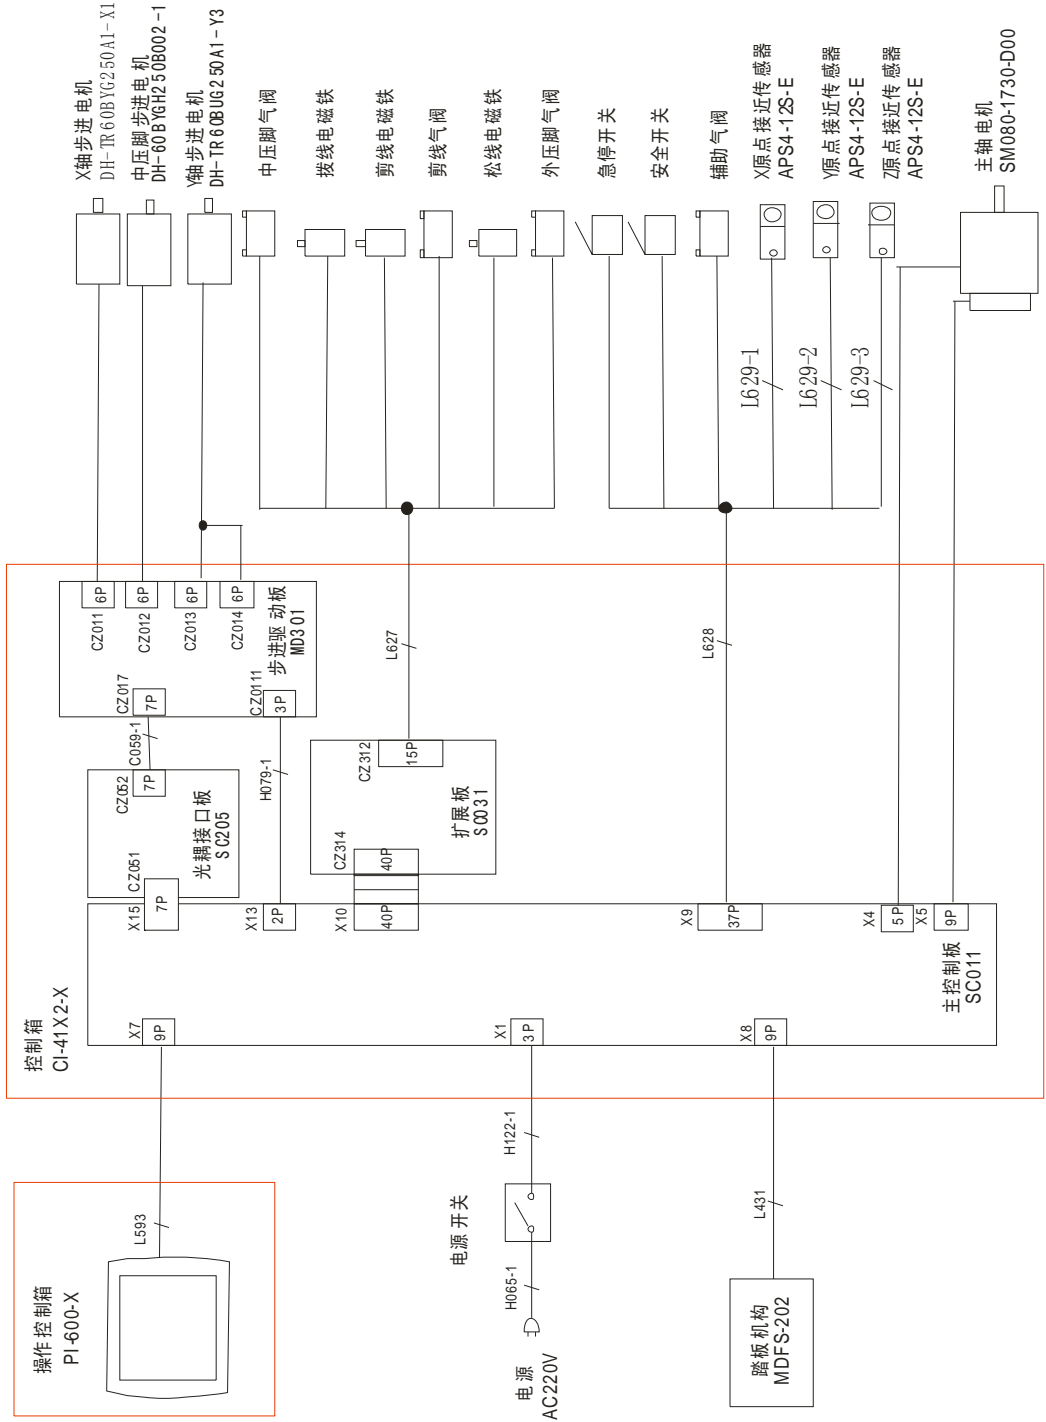 X轴步进电机
DH-TR60BYG250A1-X1
中压脚步进电机
DH-60BYGH250B002-1
Y轴步进电机
DH-TR60BUG250A1-Y3
中压脚气阀
拨线电磁铁
剪线电磁铁
剪线气阀
松线电磁铁
外压脚气阀
急停开关
安全开关
辅助气阀
X原点接近传感器
APS4-12S-E
Y原点接近传感器
APS4-12S-E
Z原点接近传感器
APS4-12S-E
主轴电机
SM080-1730-D00
L629-1
L629-2
L629-3
CZ011
6P
CZ012
6P
CZ013
6P
CZ014
6P
步进驱动板
MD301
CZ017
7P
CZ0111
3P
C059-1
H079-1
L627
L628
CZ052
7P
光耦接口板
SC205
CZ051
7P
CZ312
15P
扩展板
SC031
CZ314
40P
X15
X13
2P
X10
40P
X9
37P
X4
5P
X5
9P
主控制板
SC011
控制箱
CI-41X2-X
X7
9P
X1
3P
X8
9P
L593
H122-1
L431
操作控制箱
PI-600-X
电源开关
H065-1
电源
AC220V
踏板机构
MDFS-202